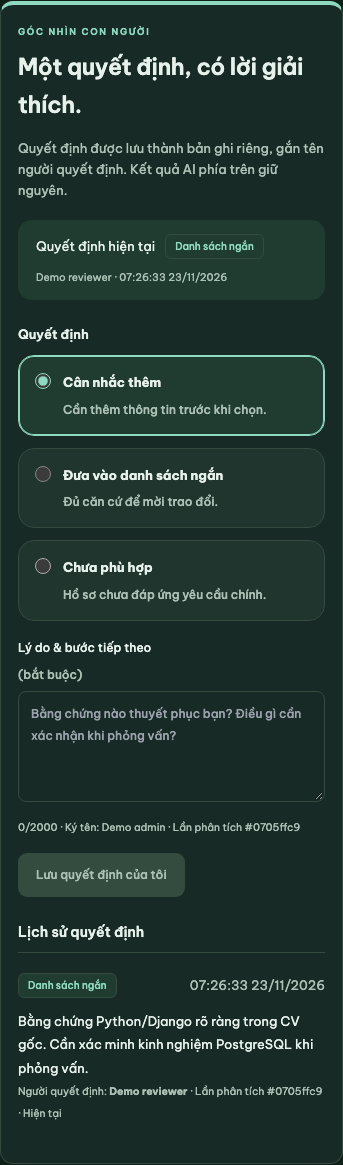 GÓC NHÌN CON NGƯỜI
Một quyết định, có lời giải
thích.
Quyết định được lưu thành bản ghi riêng, gắn tên
người quyết định. Kết quả AI phía trên giữ
nguyên.
Quyết định hiện tại Danh sách ngắn
Demo reviewer · 07:26:33 23/11/2026
Quyết định
Cân nhắc thêm
Cần thêm thông tin trước khi chọn.
Đưa vào danh sách ngắn
Đủ căn cứ để mời trao đổi.
Chưa phù hợp
Hồ sơ chưa đáp ứng yêu cầu chính.
Lý do & bước tiếp theo
(bắt buộc)
Bằng chứng nào thuyết phục bạn? Điều gì cần
xác nhận khi phỏng vấn?
0/2000 · Ký tên: Demo admin · Lần phân tích #0705ffc9
Lưu quyết định của tôi
Lịch sử quyết định
Danh sách ngắn 07:26:33 23/11/2026
Bằng chứng Python/Django rõ ràng trong CV
gốc. Cần xác minh kinh nghiệm PostgreSQL khi
phỏng vấn.
Người quyết định: Demo reviewer · Lần phân tích #0705ffc9
· Hiện tại